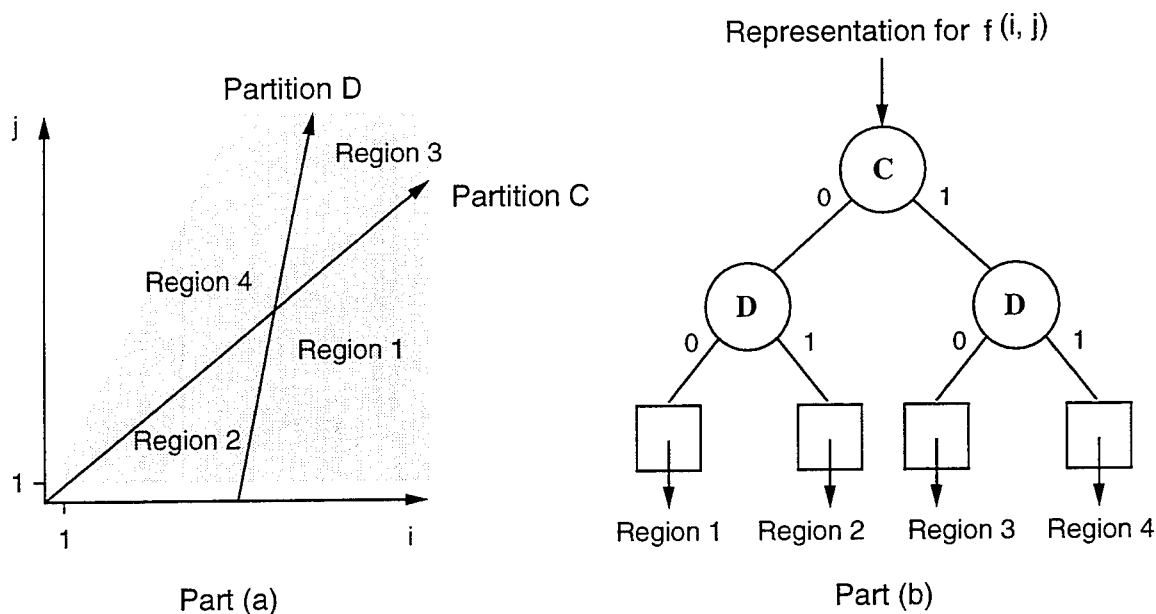 Partition D
j
Region 3
Partition C
Region 4
Region 1
Region 2
1
1
i
Part (a)
Representation for f (i, j)
C
0
1
D
D
0
1
0
1
Region 1
Region 2
Region 3
Region 4
Part (b)